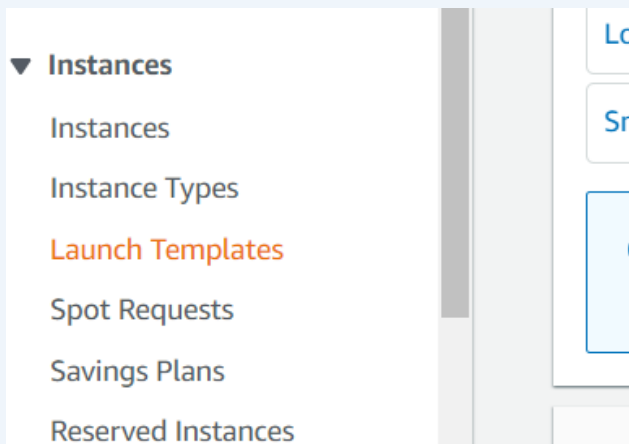 Instances
Instances
Instance Types
Launch Templates
Spot Requests
Savings Plans
Reserved Instances